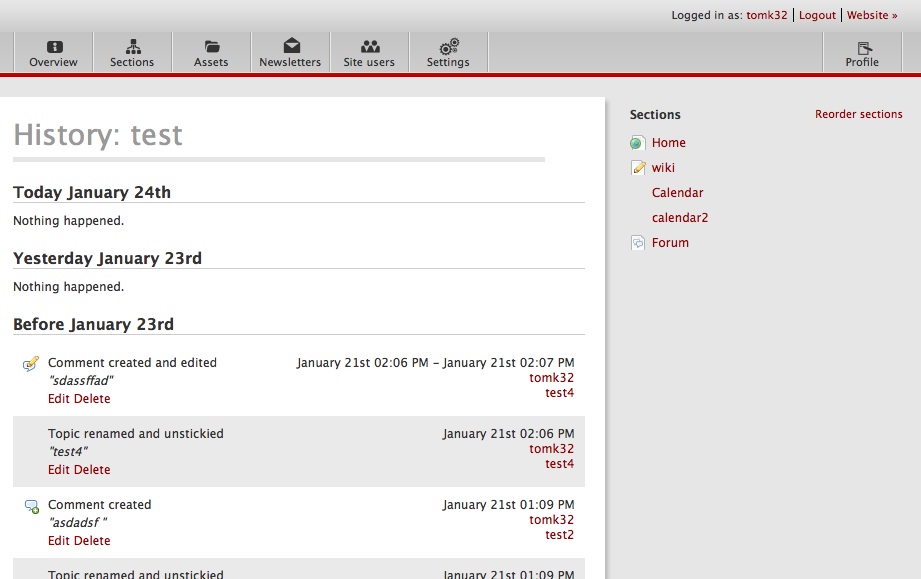 Logged in as: tomk32 | Logout | Website »
Overview Sections Assets Newsletters Site users Settings Profile
History: test
Today January 24th
Nothing happened.
Yesterday January 23rd
Nothing happened.
Before January 23rd
Comment created and edited January 21st 02:06 PM – January 21st 02:07 PM
"sdassffad" tomk32
Edit Delete test4
Topic renamed and unstickied January 21st 02:06 PM
"test4" tomk32
Edit Delete test4
Comment created January 21st 01:09 PM
"asdadsf " tomk32
Edit Delete test2
Topic renamed and unstickied January 21st 01:09 PM
Sections Reorder sections
Home
wiki
Calendar
calendar2
Forum